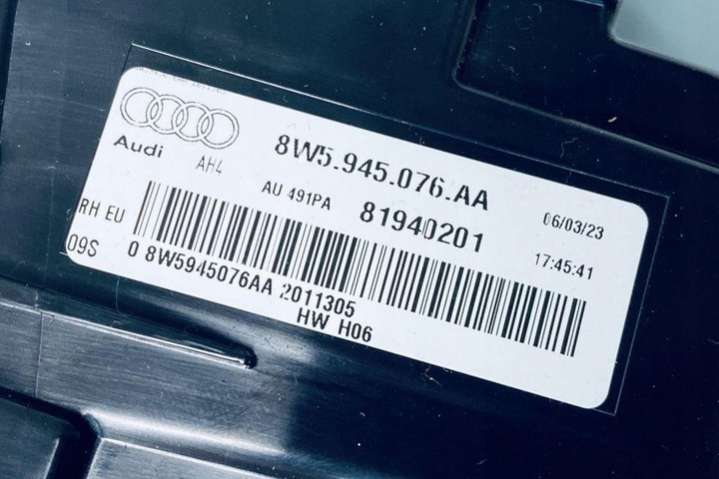 Audi AH4 8W5.945.076.AA
AU 491PA 81940201 06/03/23
RH EU 17:45:41
09S 0 8W5945076AA 2011305
HW H06